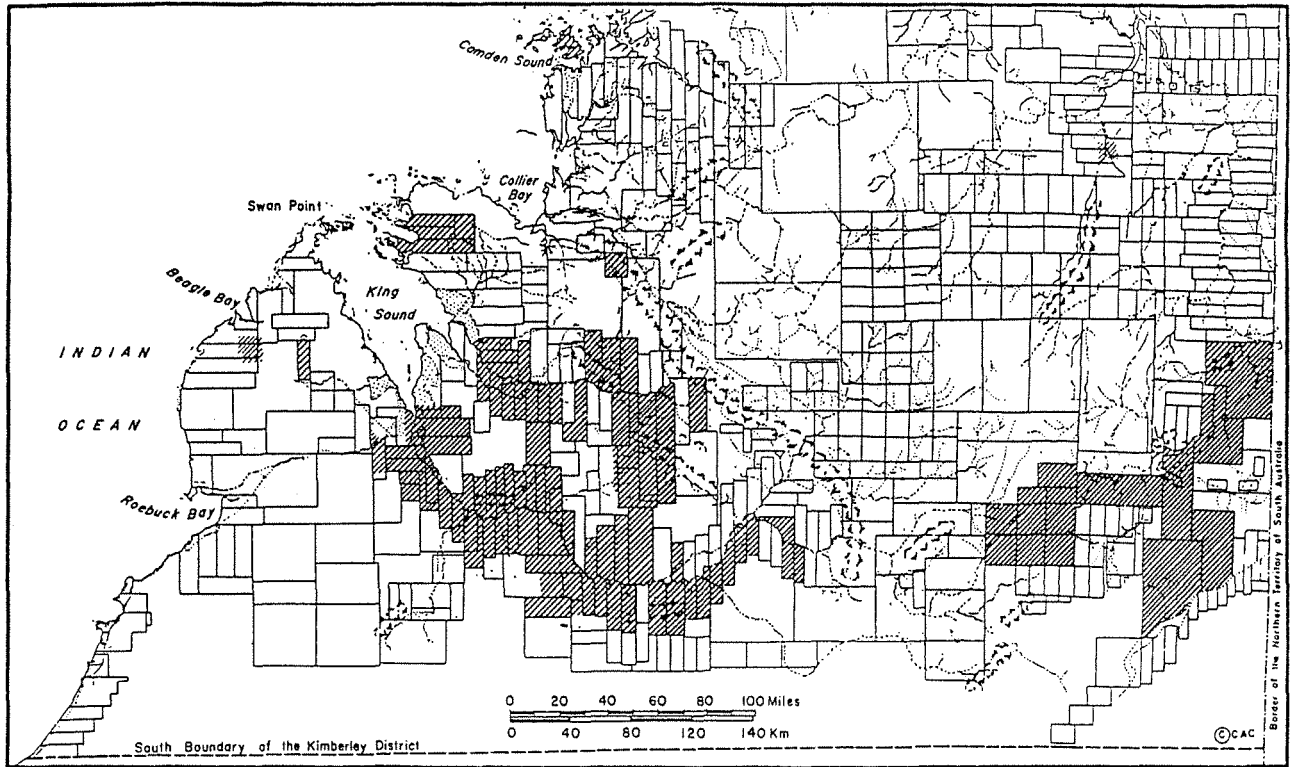 Camden Sound
Collier
Bay
Swan Point
Beagle Bay
King
Sound
INDIAN
OCEAN
Roebuck Bay
0 20 40 60 80 100 Miles
0 40 80 120 140 Km
South Boundary of the Kimberley District
© CAC
Border of the Northern Territory of South Australia